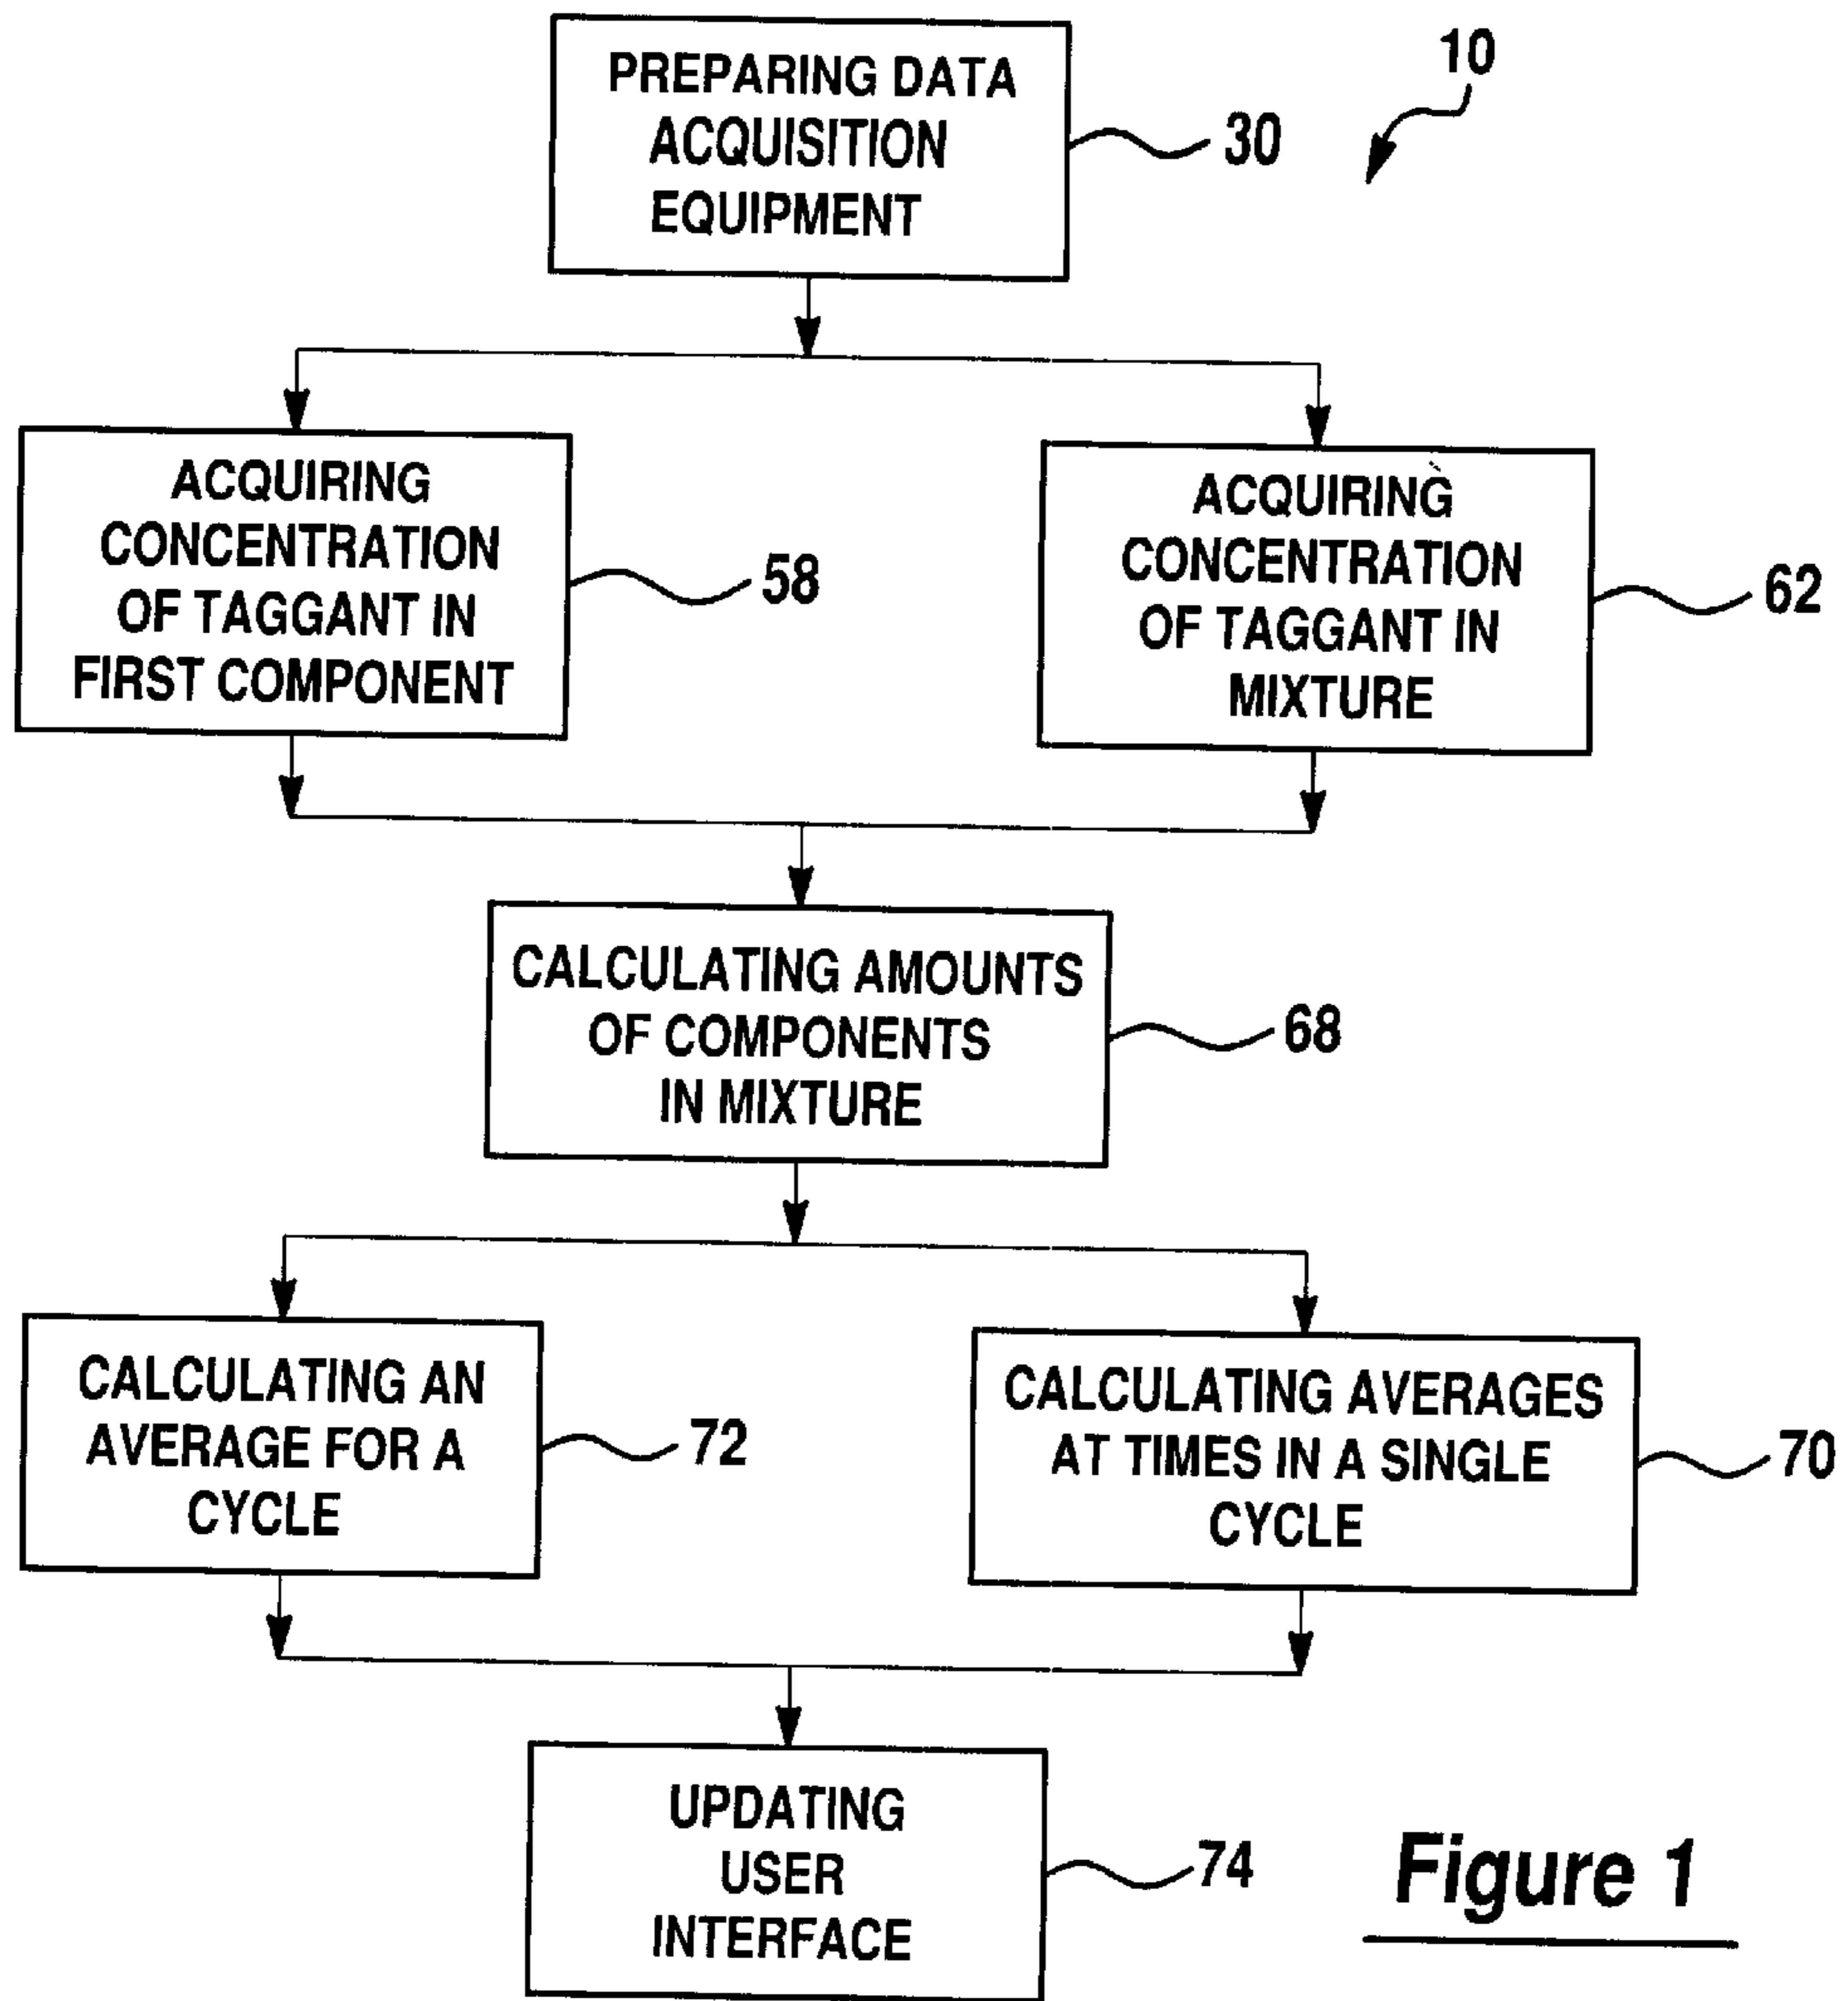 PREPARING DATA
ACQUISITION
EQUIPMENT
30
10
ACQUIRING
CONCENTRATION
OF TAGGANT IN
FIRST COMPONENT
58
ACQUIRING
CONCENTRATION
OF TAGGANT IN
MIXTURE
62
CALCULATING AMOUNTS
OF COMPONENTS
IN MIXTURE
68
CALCULATING AN
AVERAGE FOR A
CYCLE
72
CALCULATING AVERAGES
AT TIMES IN A SINGLE
CYCLE
70
UPDATING
USER
INTERFACE
74
Figure 1